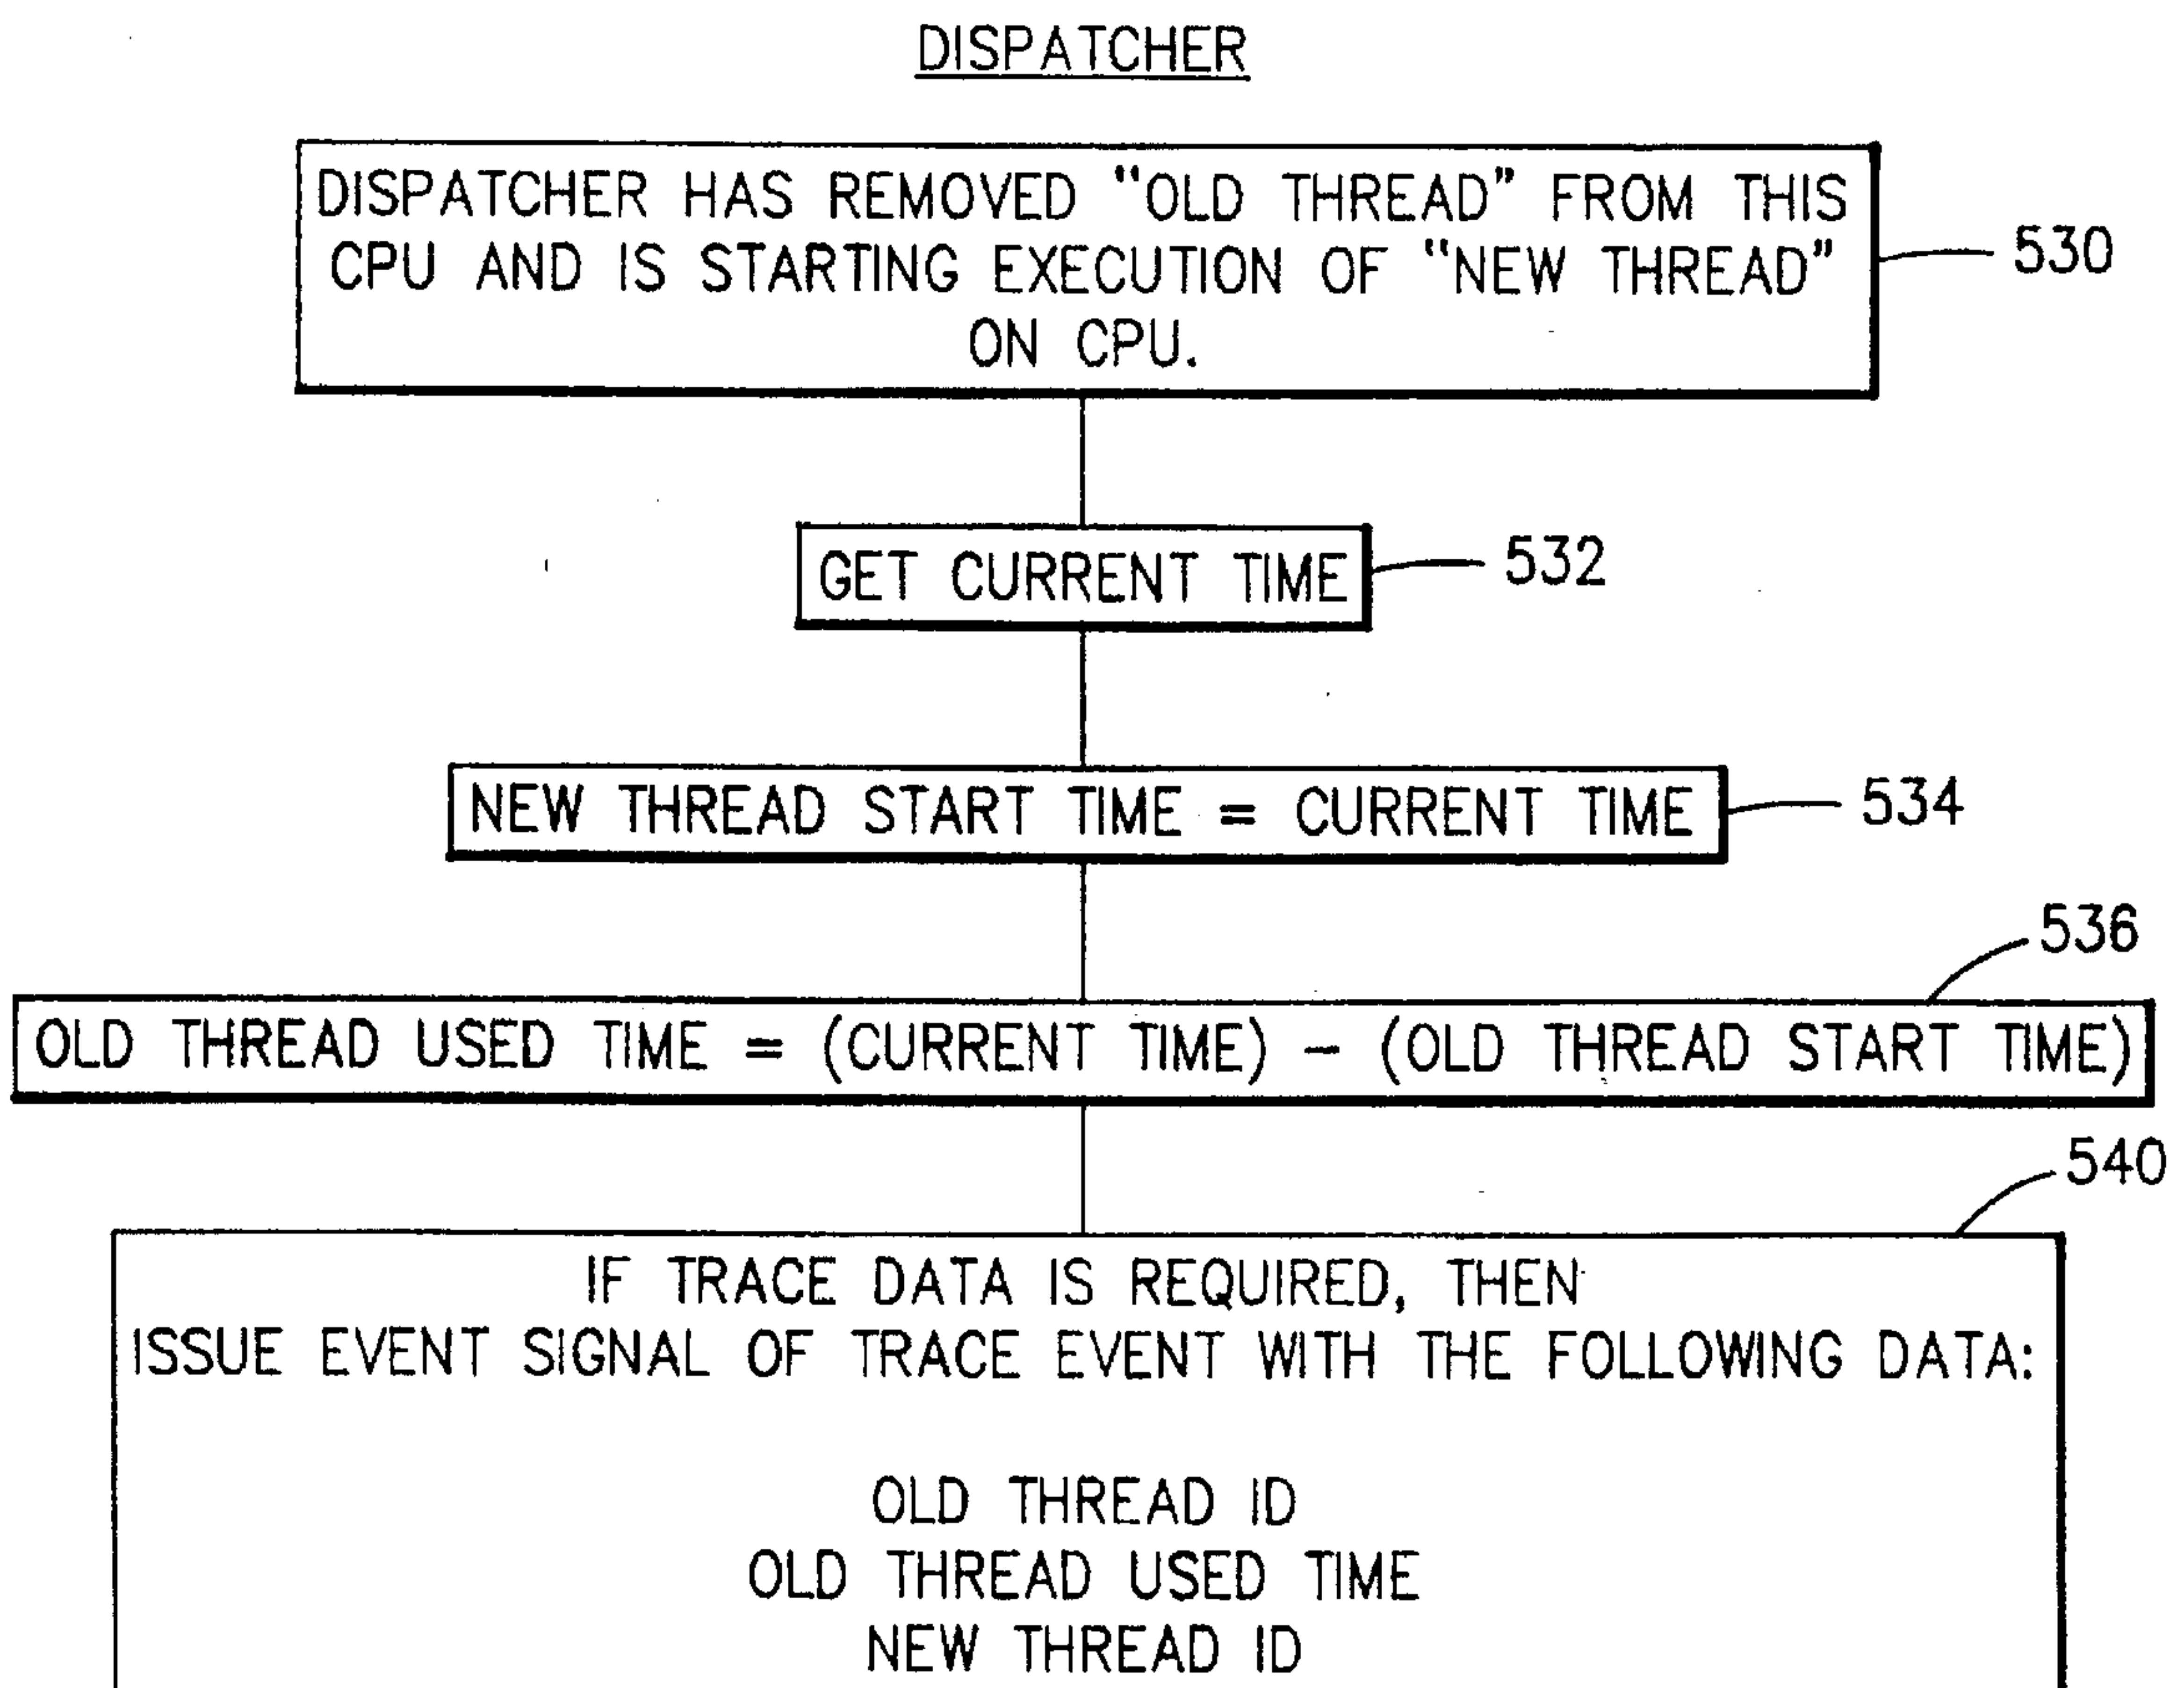 DISPATCHER
DISPATCHER HAS REMOVED "OLD THREAD" FROM THIS
CPU AND IS STARTING EXECUTION OF "NEW THREAD"
ON CPU.
530
GET CURRENT TIME
532
NEW THREAD START TIME = CURRENT TIME
534
536
OLD THREAD USED TIME = (CURRENT TIME) - (OLD THREAD START TIME)
540
IF TRACE DATA IS REQUIRED, THEN
ISSUE EVENT SIGNAL OF TRACE EVENT WITH THE FOLLOWING DATA:
OLD THREAD ID
OLD THREAD USED TIME
NEW THREAD ID